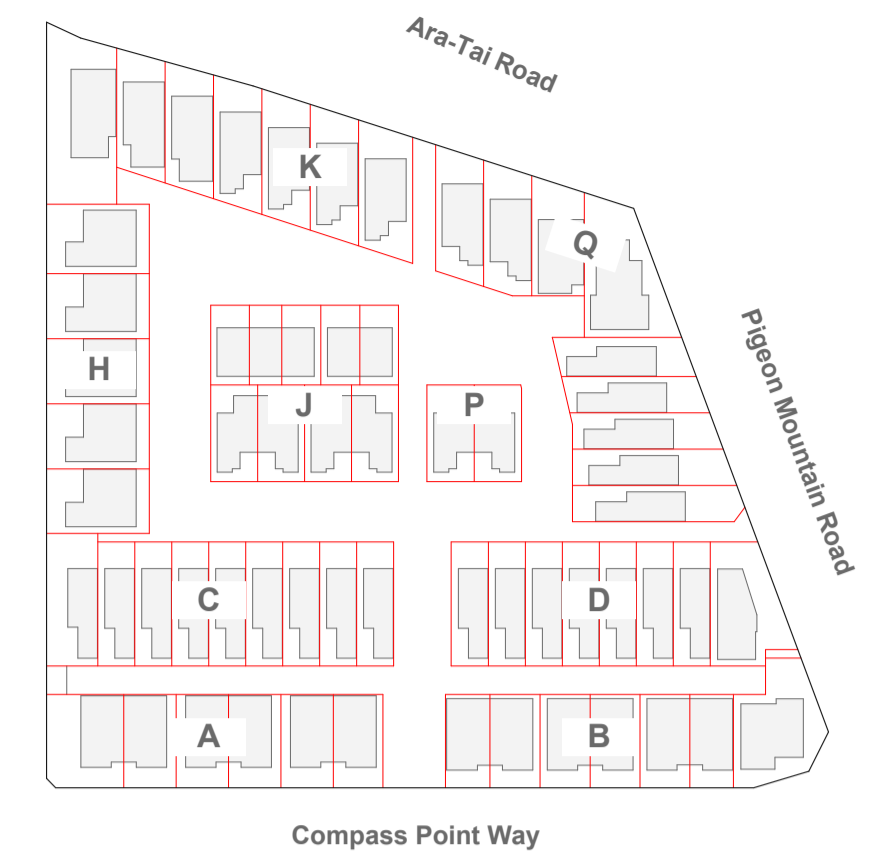 Ara-Tai Road
K
Q
Pigeon Mountain Road
H
J
P
C
D
A
B
Compass Point Way